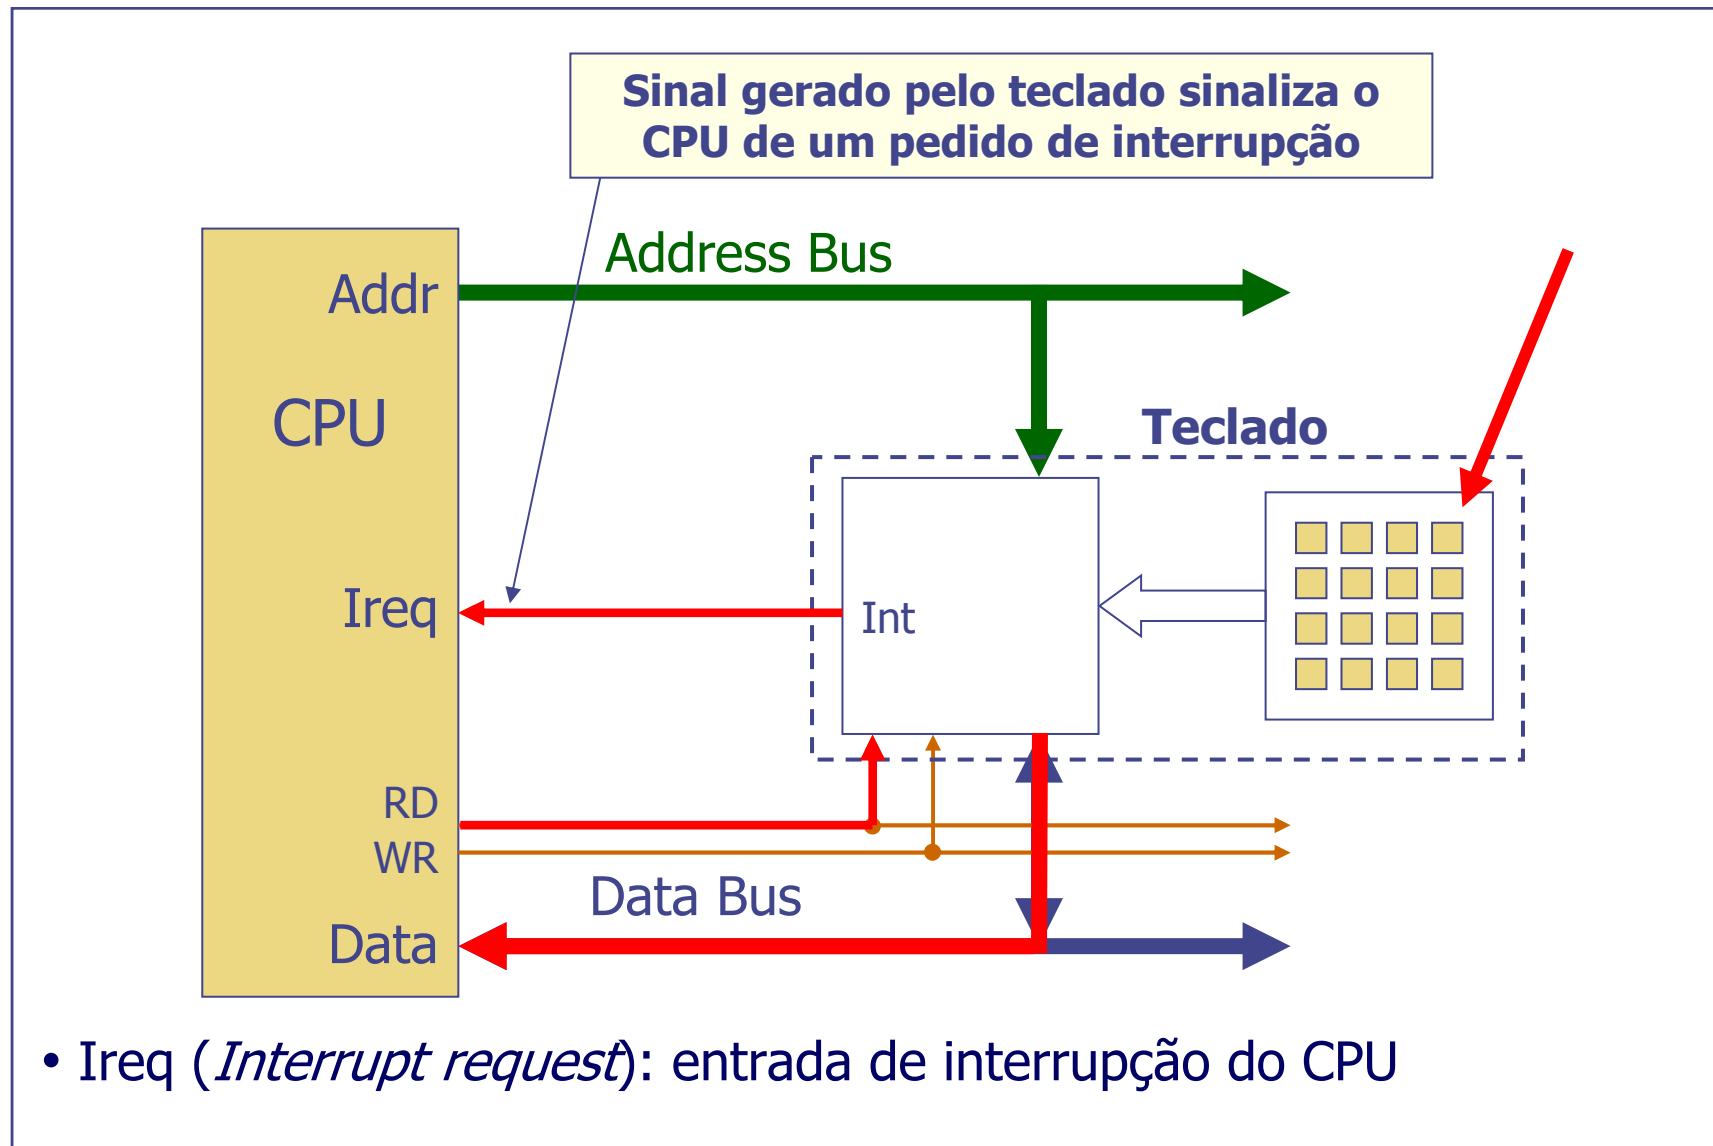 Sinal gerado pelo teclado sinaliza o
CPU de um pedido de interrupção
Address Bus
Addr
CPU
Teclado
Ireq
Int
RD
WR
Data Bus
Data
• Ireq (Interrupt request): entrada de interrupção do CPU